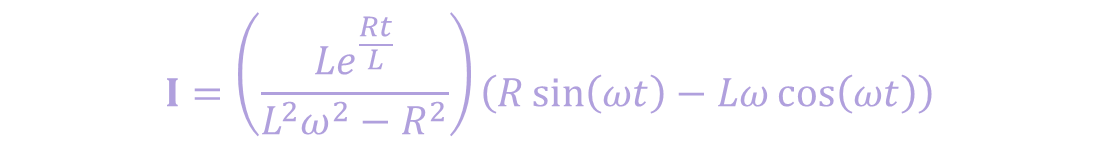 I = (Le^{Rt/L} / (L²ω² − R²)) (R sin(ωt) − Lω cos(ωt))